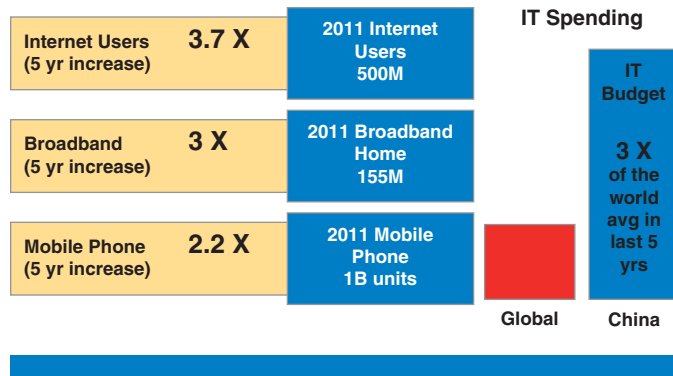 IT Spending
Internet Users
(5 yr increase)
3.7 X
2011 Internet
Users
500M
Broadband
(5 yr increase)
3 X
2011 Broadband
Home
155M
Mobile Phone
(5 yr increase)
2.2 X
2011 Mobile
Phone
1B units
IT
Budget
3 X
of the
world
avg in
last 5
yrs
Global
China